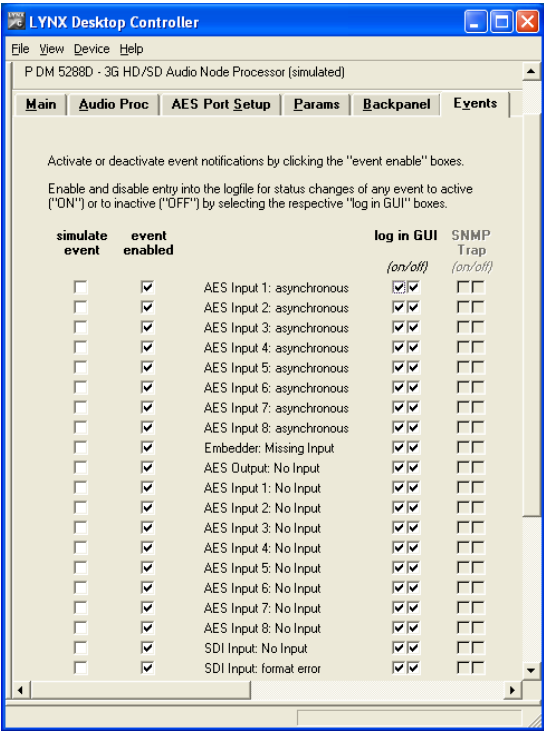 LYNX Desktop Controller
File View Device Help
P DM 5288D - 3G HD/SD Audio Node Processor (simulated)
Main Audio Proc AES Port Setup Params Backpanel Events
Activate or deactivate event notifications by clicking the "event enable" boxes.
Enable and disable entry into the logfile for status changes of any event to active
("ON") or to inactive ("OFF") by selecting the respective "log in GUI" boxes.
simulate event log in GUI SNMP
event enabled Trap
(on/off) (on/off)
AES Input 1: asynchronous
AES Input 2: asynchronous
AES Input 3: asynchronous
AES Input 4: asynchronous
AES Input 5: asynchronous
AES Input 6: asynchronous
AES Input 7: asynchronous
AES Input 8: asynchronous
Embedder: Missing Input
AES Output: No Input
AES Input 1: No Input
AES Input 2: No Input
AES Input 3: No Input
AES Input 4: No Input
AES Input 5: No Input
AES Input 6: No Input
AES Input 7: No Input
AES Input 8: No Input
SDI Input: No Input
SDI Input: format error